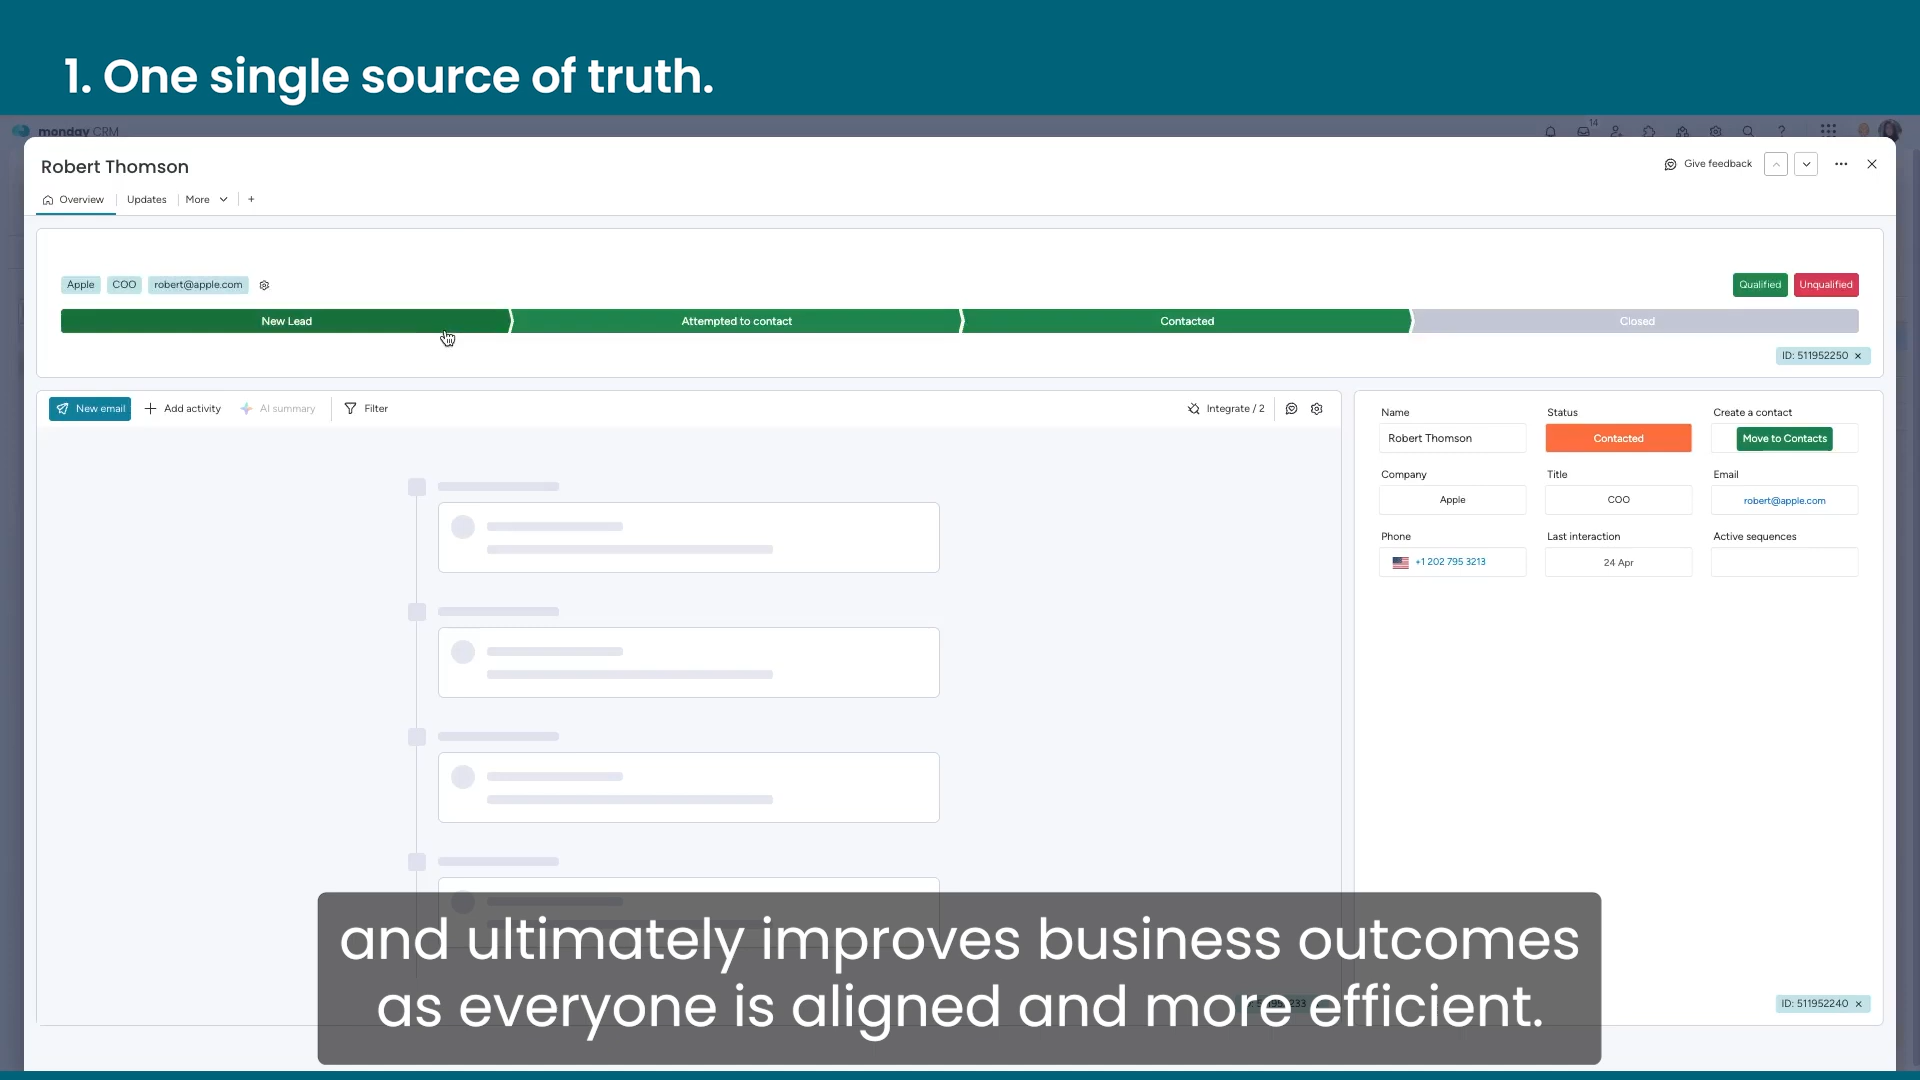 1. One single source of truth.
monday CRM
14
Robert Thomson
Give feedback
Overview
Updates
More
Apple
COO
robert@apple.com
Qualified
Unqualified
New Lead
Attempted to contact
Contacted
Closed
ID: 511952250
New email
Add activity
AI summary
Filter
Integrate / 2
Name
Status
Create a contact
Robert Thomson
Contacted
Move to Contacts
Company
Title
Email
Apple
COO
robert@apple.com
Phone
Last interaction
Active sequences
+1 202 795 3213
24 Apr
and ultimately improves business outcomes
as everyone is aligned and more efficient.
ID: 511952240